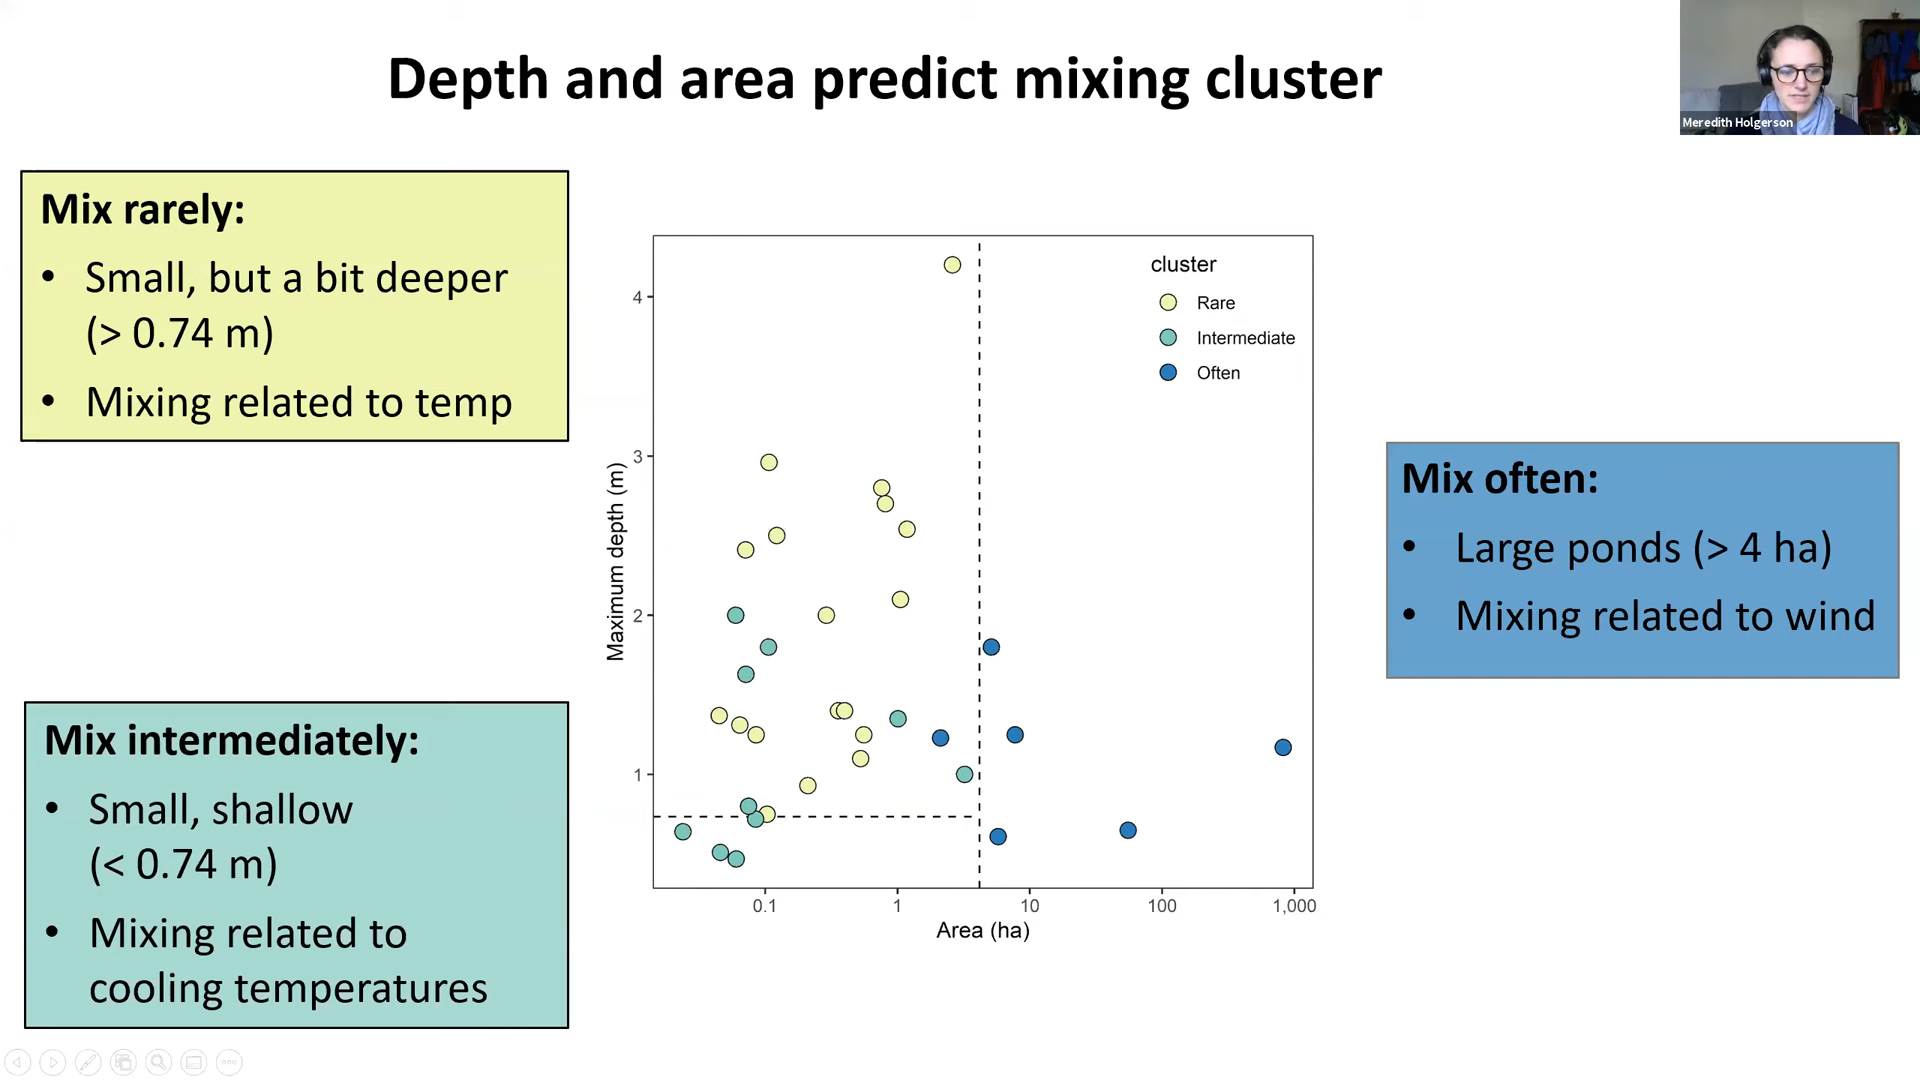 Depth and area predict mixing cluster
Meredith Holgerson
Mix rarely:
• Small, but a bit deeper
(> 0.74 m)
• Mixing related to temp
Mix intermediately:
• Small, shallow
(< 0.74 m)
• Mixing related to
cooling temperatures
Maximum depth (m)
4
3
2
1
0.1 1 10 100 1,000
Area (ha)
cluster
Rare
Intermediate
Often
Mix often:
• Large ponds (> 4 ha)
• Mixing related to wind